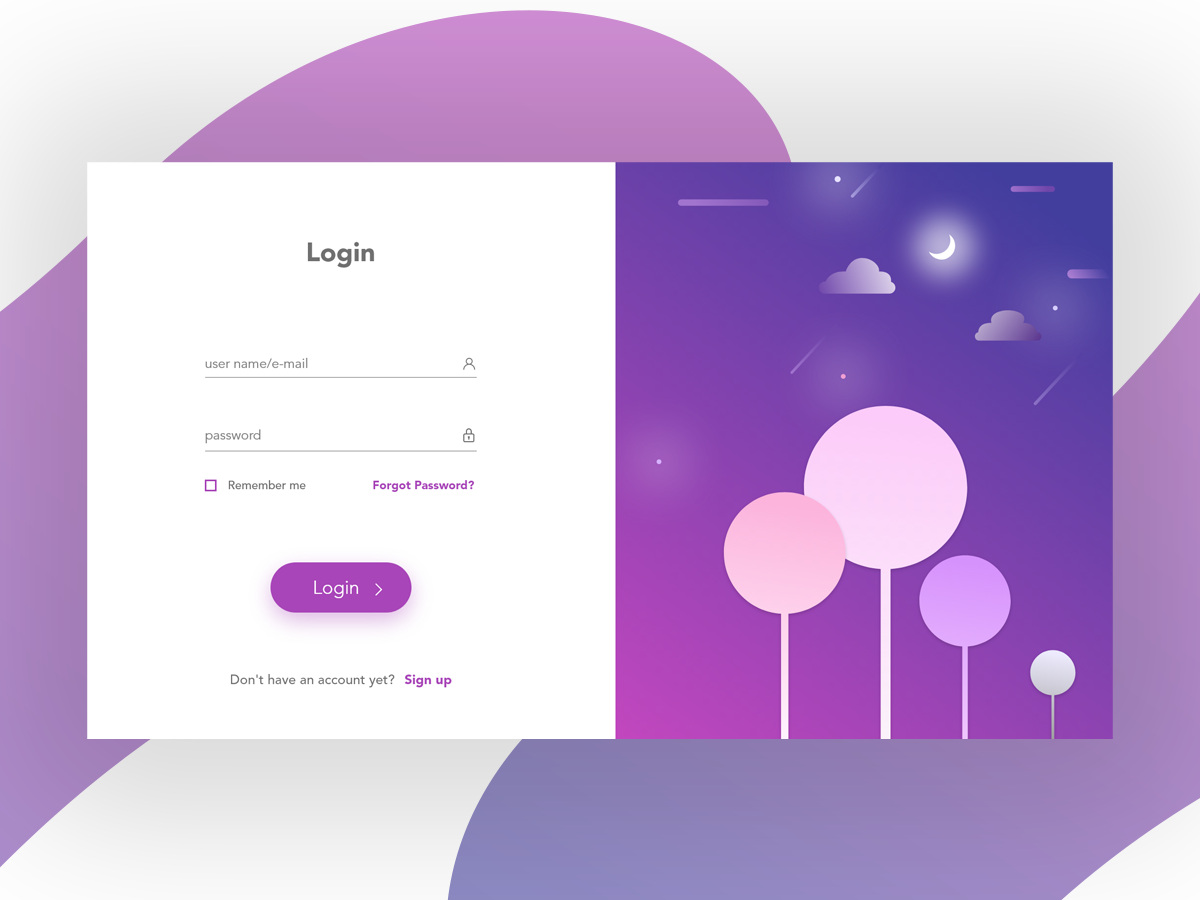 Login
user name/e-mail
password
Remember me Forgot Password?
Login
Don't have an account yet? Sign up